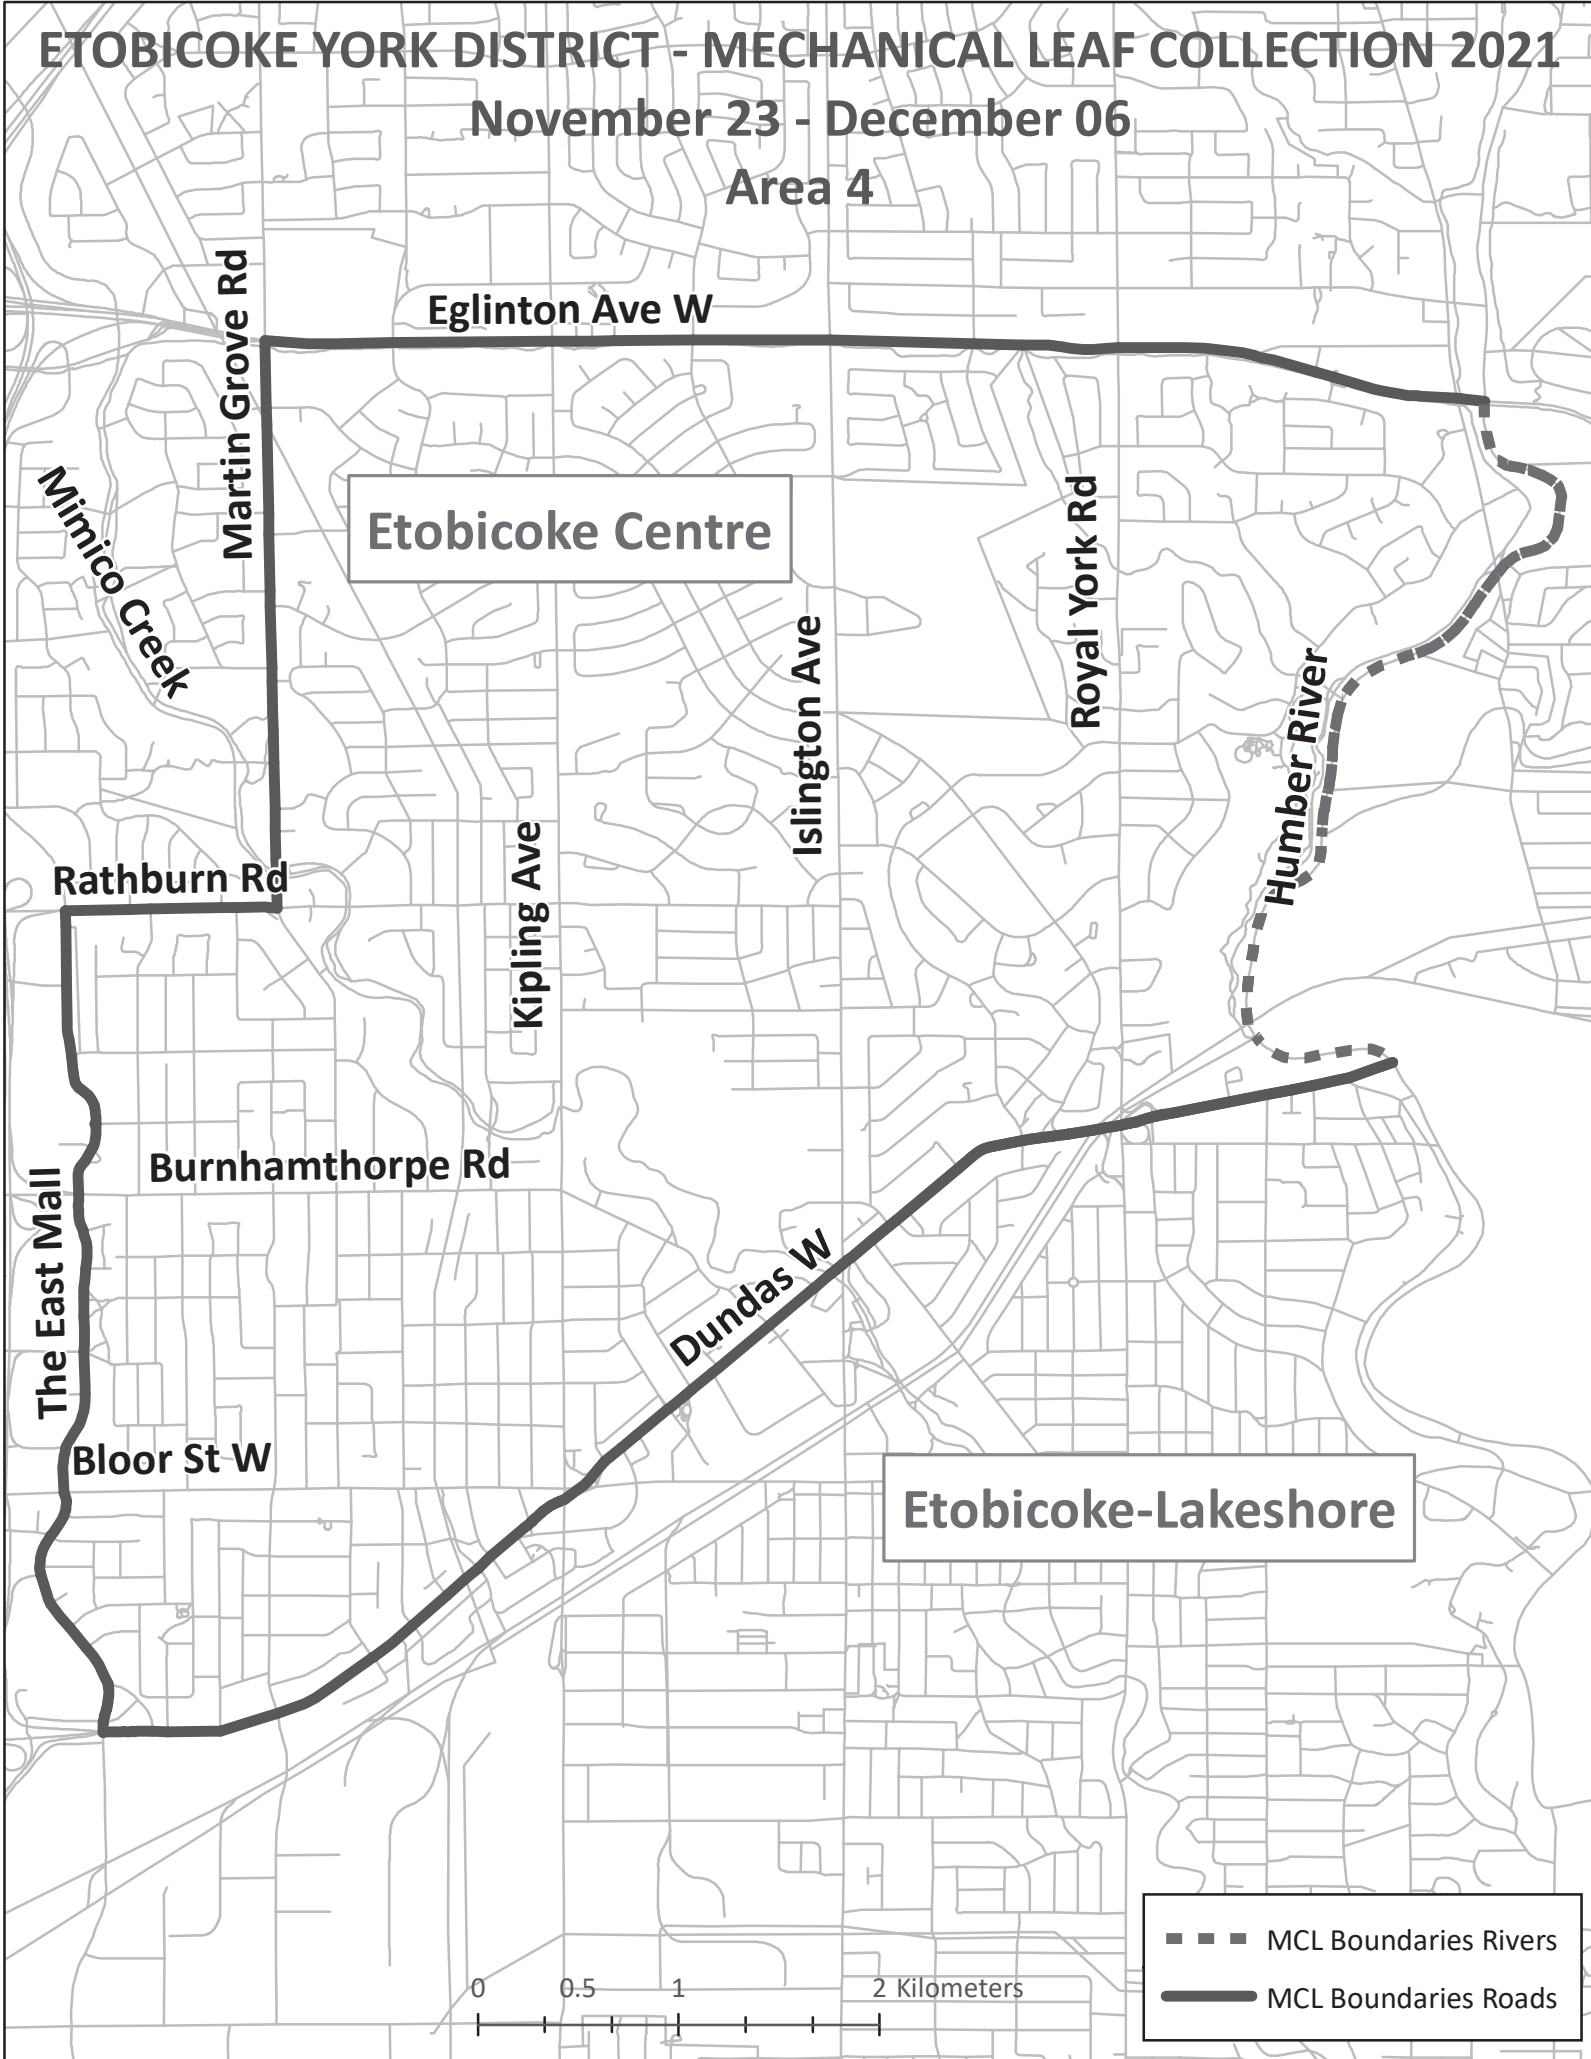 ETOBICOKE YORK DISTRICT - MECHANICAL LEAF COLLECTION 2021
November 23 - December 06
Area 4
Martin Grove Rd
Eglinton Ave W
Mimico Creek
Etobicoke Centre
Royal York Rd
Islington Ave
Humber River
Rathburn Rd
Kipling Ave
Burnhamthorpe Rd
The East Mall
Dundas W
Bloor St W
Etobicoke-Lakeshore
MCL Boundaries Rivers
MCL Boundaries Roads
0 0.5 1 2 Kilometers